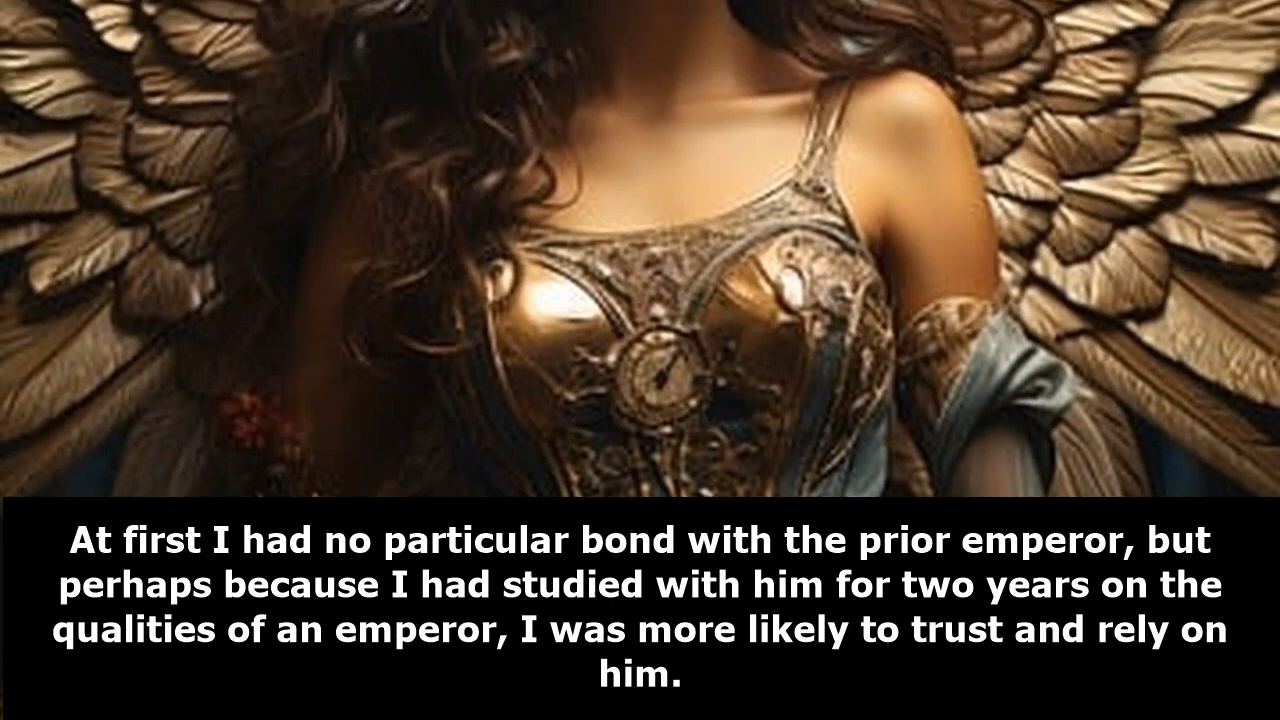 At first I had no particular bond with the prior emperor, but
perhaps because I had studied with him for two years on the
qualities of an emperor, I was more likely to trust and rely on
him.